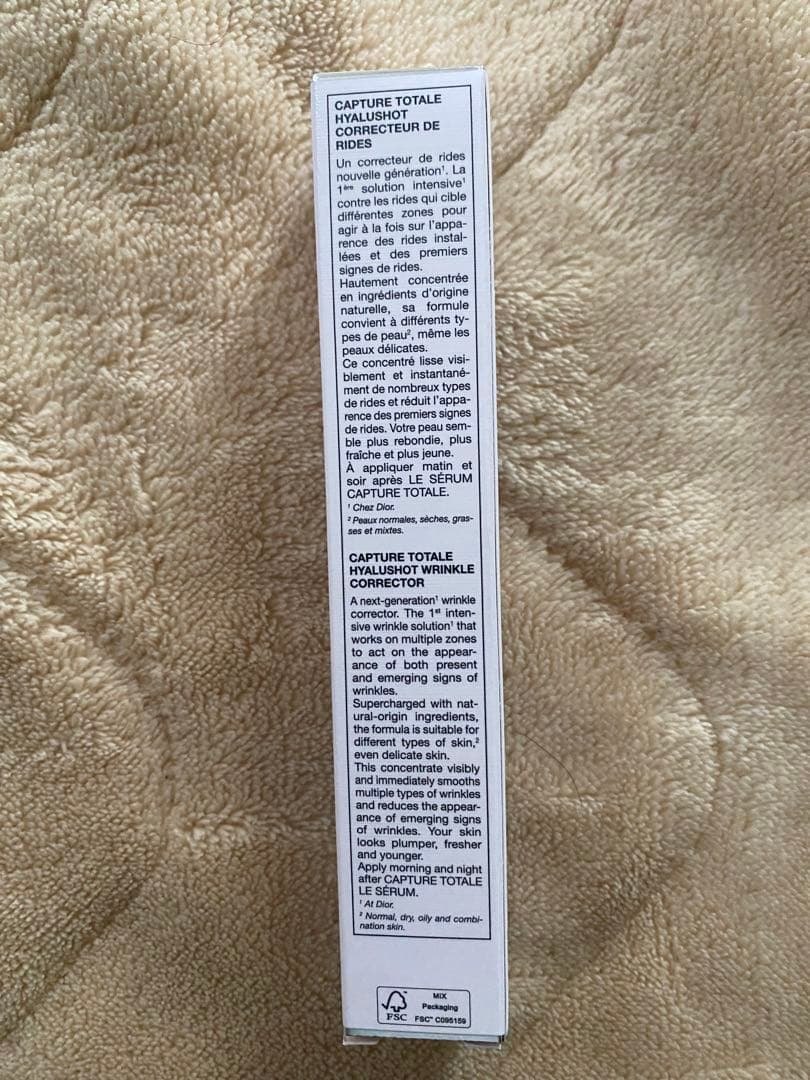 CAPTURE TOTALE
HYALUSHOT
CORRECTEUR DE
RIDES
Un correcteur de rides
nouvelle génération¹. La
1ère solution intensive¹
contre les rides qui cible
différentes zones pour
agir à la fois sur l'appa-
rence des rides instal-
lées et des premiers
signes de rides.
Hautement concentrée
en ingrédients d'origine
naturelle, sa formule
convient à différents ty-
pes de peau², même les
peaux délicates.
Ce concentré lisse visi-
blement et instantané-
ment de nombreux types
de rides et réduit l'appa-
rence des premiers signes
de rides. Votre peau sem-
ble plus rebondie, plus
fraîche et plus jeune.
À appliquer matin et
soir après LE SÉRUM
CAPTURE TOTALE.
¹ Chez Dior.
² Peaux normales, sèches, gras-
ses et mixtes.
CAPTURE TOTALE
HYALUSHOT WRINKLE
CORRECTOR
A next-generation¹ wrinkle
corrector. The 1st inten-
sive wrinkle solution¹ that
works on multiple zones
to act on the appear-
ance of both present
and emerging signs of
wrinkles.
Supercharged with nat-
ural-origin ingredients,
the formula is suitable for
different types of skin,²
even delicate skin.
This concentrate visibly
and immediately smooths
multiple types of wrinkles
and reduces the appear-
ance of emerging signs
of wrinkles. Your skin
looks plumper, fresher
and younger.
Apply morning and night
after CAPTURE TOTALE
LE SÉRUM.
¹ At Dior.
² Normal, dry, oily and combi-
nation skin.
MIX
Packaging
FSC FSC™ C095159